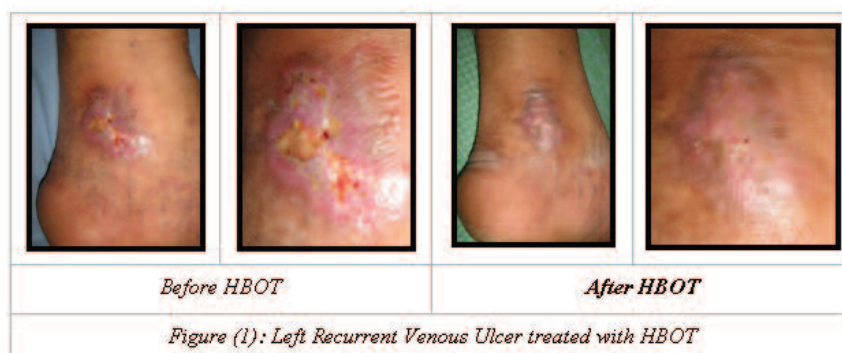 Before HBOT
After HBOT
Figure (1): Left Recurrent Venous Ulcer treated with HBOT